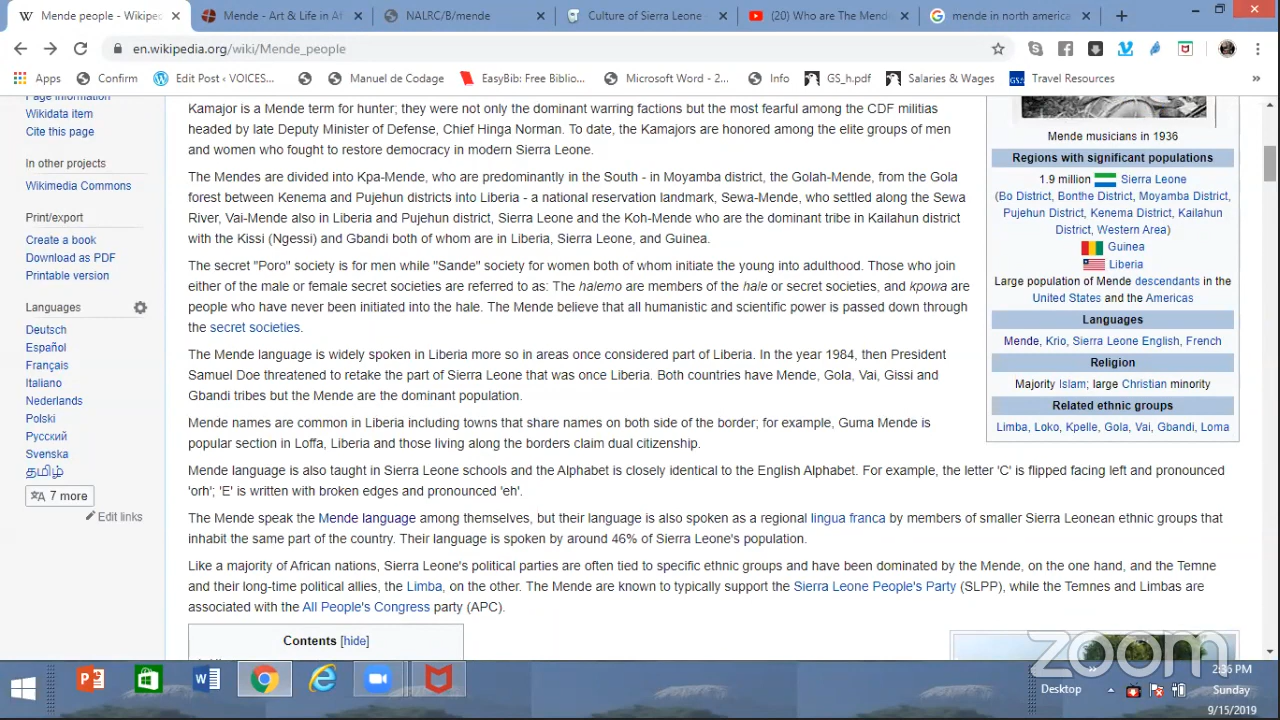 Mende people - Wikipe
Mende - Art & Life in Af
NALRC/B/mende
Culture of Sierra Leone
(20) Who are The Mend
mende in north america
en.wikipedia.org/wiki/Mende_people
Apps
Confirm
Edit Post ‹ VOICES...
Manuel de Codage
EasyBib: Free Biblio...
Microsoft Word - 2...
Info
GS_h.pdf
Salaries & Wages
Travel Resources
Page information
Wikidata item
Cite this page
In other projects
Wikimedia Commons
Print/export
Create a book
Download as PDF
Printable version
Languages
Deutsch
Español
Français
Italiano
Nederlands
Polski
Русский
Svenska
தமிழ்
7 more
Edit links
Kamajor is a Mende term for hunter; they were not only the dominant warring factions but the most fearful among the CDF militias
headed by late Deputy Minister of Defense, Chief Hinga Norman. To date, the Kamajors are honored among the elite groups of men
and women who fought to restore democracy in modern Sierra Leone.
The Mendes are divided into Kpa-Mende, who are predominantly in the South - in Moyamba district, the Golah-Mende, from the Gola
forest between Kenema and Pujehun districts into Liberia - a national reservation landmark, Sewa-Mende, who settled along the Sewa
River, Vai-Mende also in Liberia and Pujehun district, Sierra Leone and the Koh-Mende who are the dominant tribe in Kailahun district
with the Kissi (Ngessi) and Gbandi both of whom are in Liberia, Sierra Leone, and Guinea.
The secret "Poro" society is for men while "Sande" society for women both of whom initiate the young into adulthood. Those who join
either of the male or female secret societies are referred to as: The halemo are members of the hale or secret societies, and kpowa are
people who have never been initiated into the hale. The Mende believe that all humanistic and scientific power is passed down through
the secret societies.
The Mende language is widely spoken in Liberia more so in areas once considered part of Liberia. In the year 1984, then President
Samuel Doe threatened to retake the part of Sierra Leone that was once Liberia. Both countries have Mende, Gola, Vai, Gissi and
Gbandi tribes but the Mende are the dominant population.
Mende names are common in Liberia including towns that share names on both side of the border; for example, Guma Mende is
popular section in Loffa, Liberia and those living along the borders claim dual citizenship.
Mende language is also taught in Sierra Leone schools and the Alphabet is closely identical to the English Alphabet. For example, the letter 'C' is flipped facing left and pronounced
'orh'; 'E' is written with broken edges and pronounced 'eh'.
The Mende speak the Mende language among themselves, but their language is also spoken as a regional lingua franca by members of smaller Sierra Leonean ethnic groups that
inhabit the same part of the country. Their language is spoken by around 46% of Sierra Leone's population.
Like a majority of African nations, Sierra Leone's political parties are often tied to specific ethnic groups and have been dominated by the Mende, on the one hand, and the Temne
and their long-time political allies, the Limba, on the other. The Mende are known to typically support the Sierra Leone People's Party (SLPP), while the Temnes and Limbas are
associated with the All People's Congress party (APC).
Contents [hide]
Mende musicians in 1936
Regions with significant populations
1.9 million Sierra Leone
(Bo District, Bonthe District, Moyamba District,
Pujehun District, Kenema District, Kailahun
District, Western Area)
Guinea
Liberia
Large population of Mende descendants in the
United States and the Americas
Languages
Mende, Krio, Sierra Leone English, French
Religion
Majority Islam; large Christian minority
Related ethnic groups
Limba, Loko, Kpelle, Gola, Vai, Gbandi, Loma
zoom
Desktop
2:36 PM
Sunday
9/15/2019